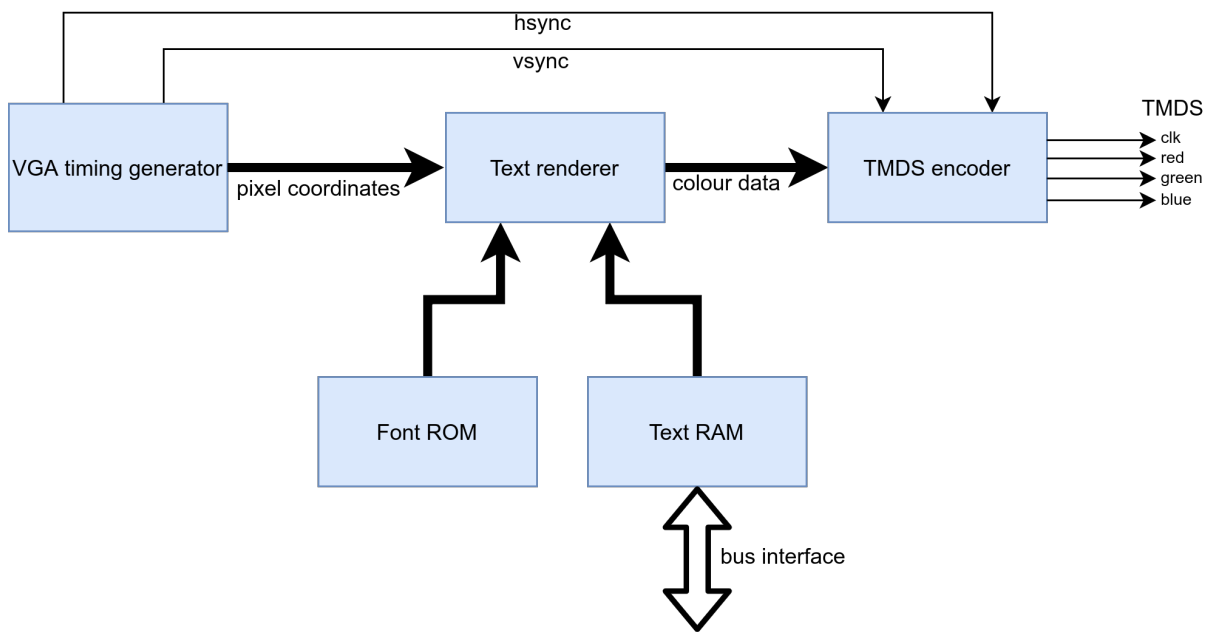 hsync
vsync
TMDS
VGA timing generator
pixel coordinates
Text renderer
colour data
TMDS encoder
clk
red
green
blue
Font ROM
Text RAM
bus interface